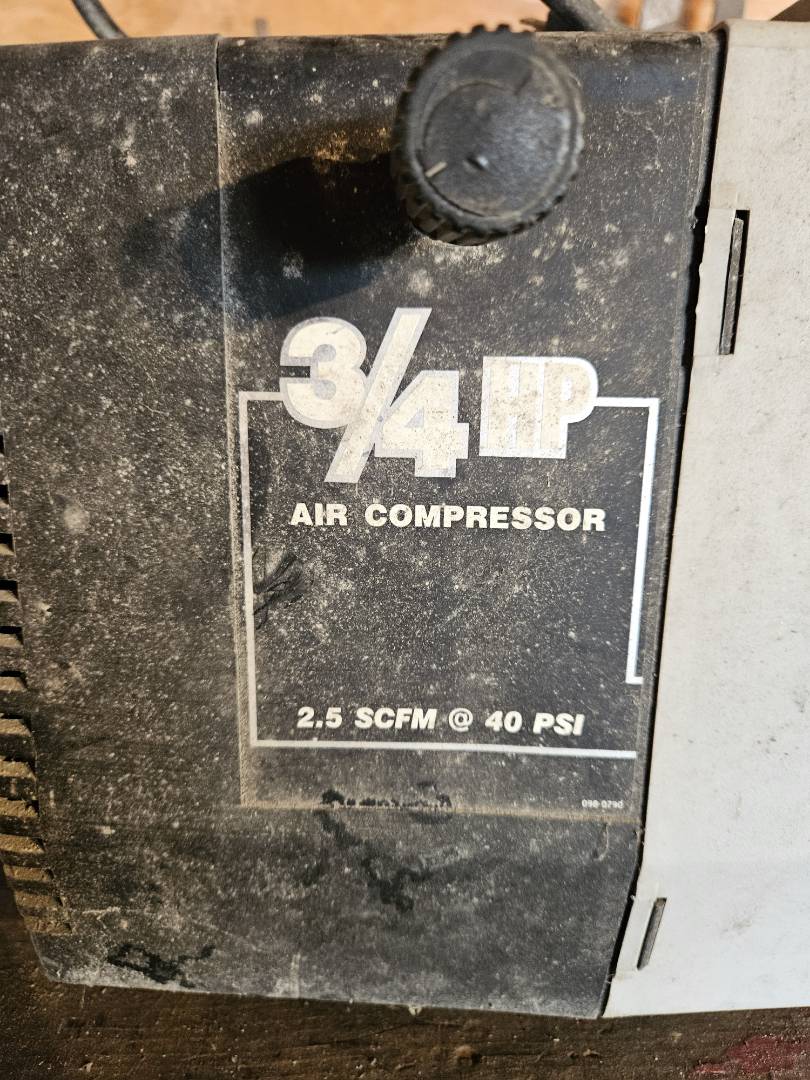 3/4 HP
AIR COMPRESSOR
2.5 SCFM @ 40 PSI